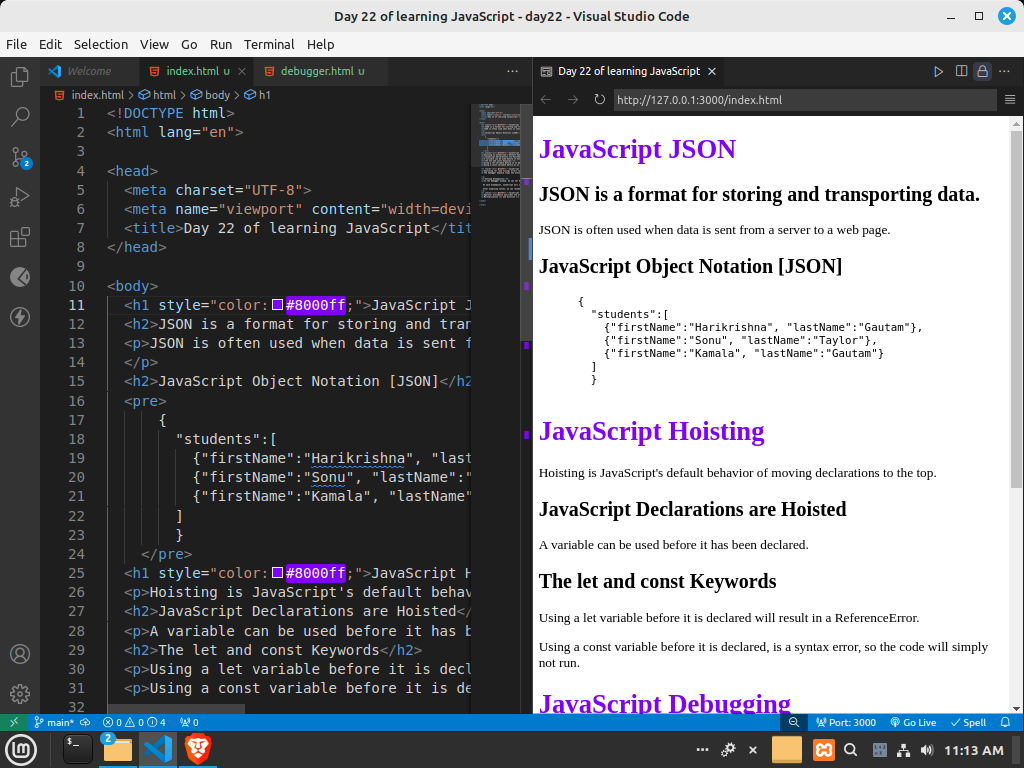 Day 22 of learning JavaScript - day22 - Visual Studio Code
File Edit Selection View Go Run Terminal Help
Welcome index.html U debugger.html U
index.html > html > body > h1
1 <!DOCTYPE html>
2 <html lang="en">
3
4 <head>
5 <meta charset="UTF-8">
6 <meta name="viewport" content="width=devi
7 <title>Day 22 of learning JavaScript</tit
8 </head>
9
10 <body>
11 <h1 style="color:#8000ff;">JavaScript J
12 <h2>JSON is a format for storing and tran
13 <p>JSON is often used when data is sent f
14 </p>
15 <h2>JavaScript Object Notation [JSON]</h2
16 <pre>
17 {
18 "students":[
19 {"firstName":"Harikrishna", "last
20 {"firstName":"Sonu", "lastName":"
21 {"firstName":"Kamala", "lastName"
22 ]
23 }
24 </pre>
25 <h1 style="color:#8000ff;">JavaScript H
26 <p>Hoisting is JavaScript's default behav
27 <h2>JavaScript Declarations are Hoisted</
28 <p>A variable can be used before it has b
29 <h2>The let and const Keywords</h2>
30 <p>Using a let variable before it is decl
31 <p>Using a const variable before it is de
32
Day 22 of learning JavaScript
http://127.0.0.1:3000/index.html
JavaScript JSON
JSON is a format for storing and transporting data.
JSON is often used when data is sent from a server to a web page.
JavaScript Object Notation [JSON]
{
"students":[
{"firstName":"Harikrishna", "lastName":"Gautam"},
{"firstName":"Sonu", "lastName":"Taylor"},
{"firstName":"Kamala", "lastName":"Gautam"}
]
}
JavaScript Hoisting
Hoisting is JavaScript's default behavior of moving declarations to the top.
JavaScript Declarations are Hoisted
A variable can be used before it has been declared.
The let and const Keywords
Using a let variable before it is declared will result in a ReferenceError.
Using a const variable before it is declared, is a syntax error, so the code will simply
not run.
JavaScript Debugging
2
main* 0 0 4 0 Port: 3000 Go Live Spell
2 11:13 AM